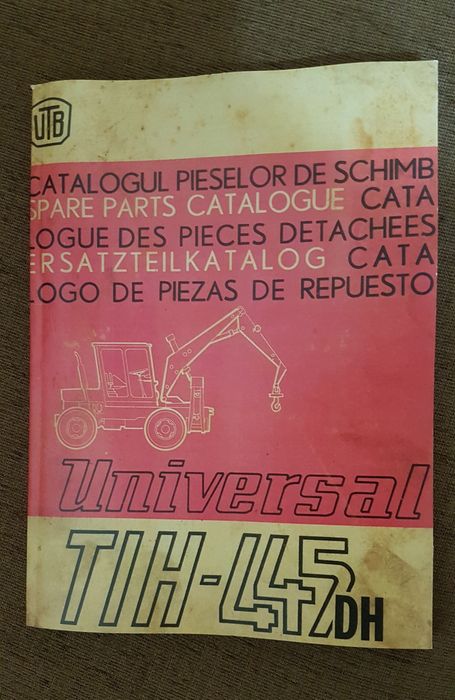 UTB
CATALOGUL PIESELOR DE SCHIMB
SPARE PARTS CATALOGUE CATA
LOGUE DES PIECES DETACHEES
ERSATZTEILKATALOG CATA
LOGO DE PIEZAS DE REPUESTO
Universal
TIH-445DH